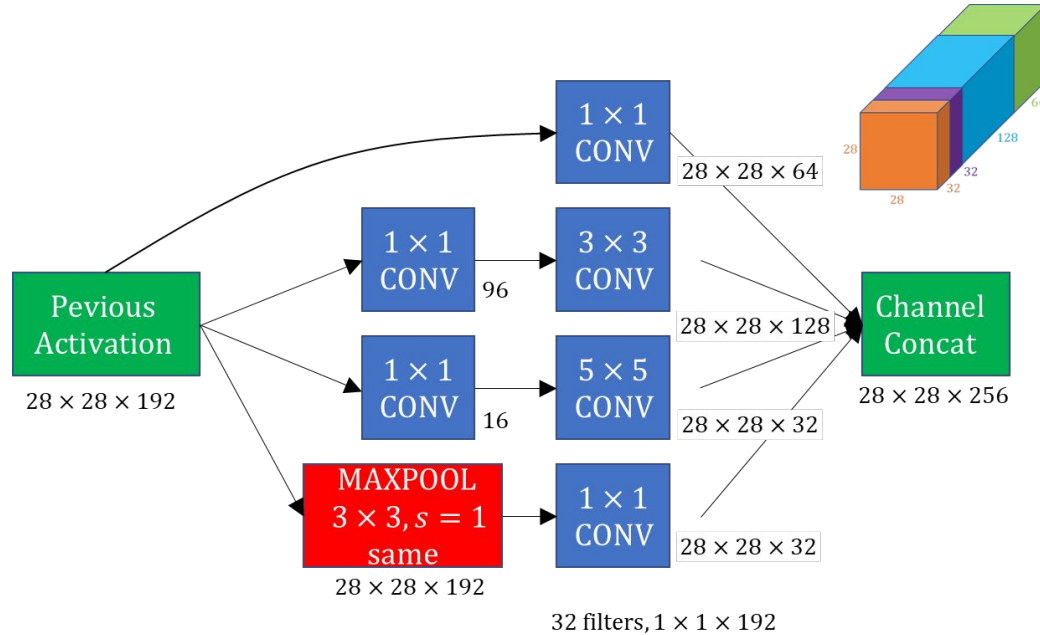 1 × 1
CONV
28 × 28 × 64
28
28
32
32
128
64
1 × 1
CONV
96
3 × 3
CONV
28 × 28 × 128
Pevious
Activation
28 × 28 × 192
1 × 1
CONV
16
5 × 5
CONV
28 × 28 × 32
Channel
Concat
28 × 28 × 256
MAXPOOL
3 × 3, s = 1
same
28 × 28 × 192
1 × 1
CONV
28 × 28 × 32
32 filters, 1 × 1 × 192